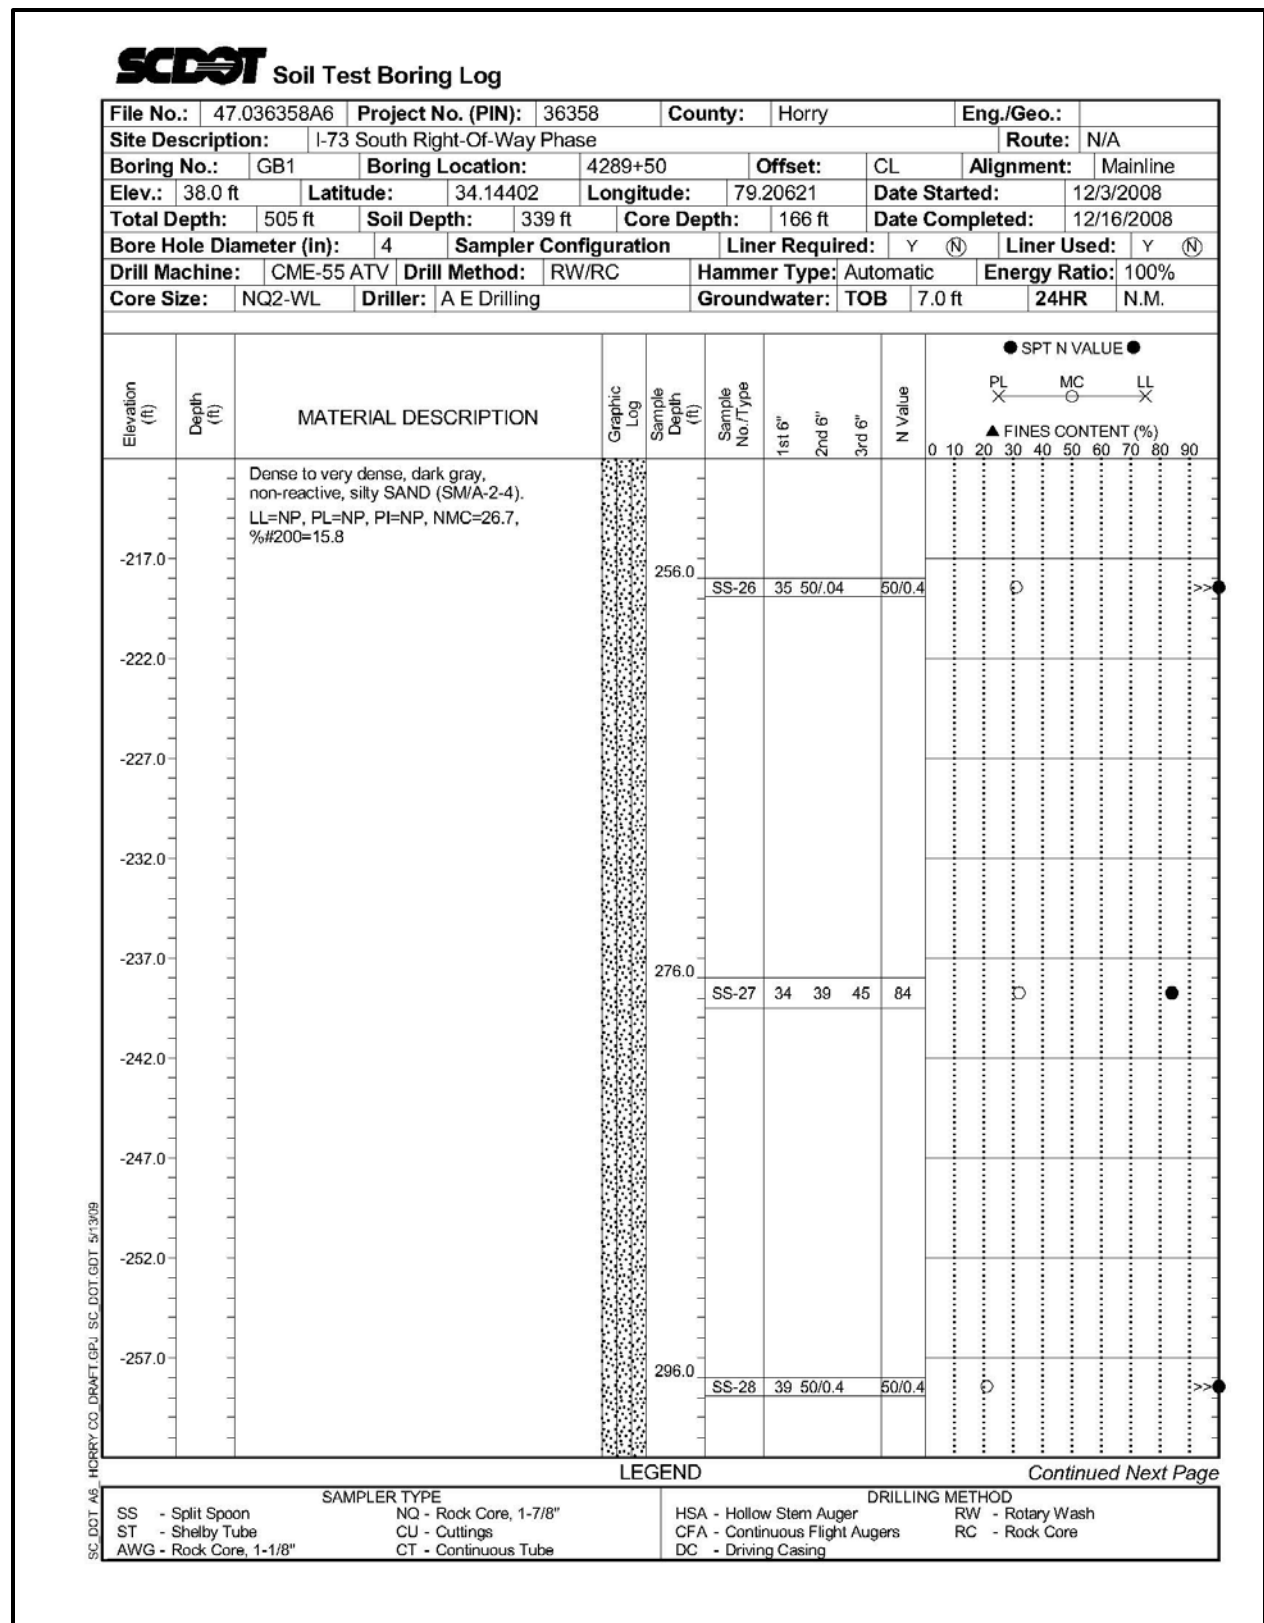 SCDOT Soil Test Boring Log
File No.: 47.036358A6 Project No. (PIN): 36358 County: Horry Eng./Geo.:
Site Description: I-73 South Right-Of-Way Phase Route: N/A
Boring No.: GB1 Boring Location: 4289+50 Offset: CL Alignment: Mainline
Elev.: 38.0 ft Latitude: 34.14402 Longitude: 79.20621 Date Started: 12/3/2008
Total Depth: 505 ft Soil Depth: 339 ft Core Depth: 166 ft Date Completed: 12/16/2008
Bore Hole Diameter (in): 4 Sampler Configuration Liner Required: Y N Liner Used: Y N
Drill Machine: CME-55 ATV Drill Method: RW/RC Hammer Type: Automatic Energy Ratio: 100%
Core Size: NQ2-WL Driller: A E Drilling Groundwater: TOB 7.0 ft 24HR N.M.
Elevation (ft) Depth (ft) MATERIAL DESCRIPTION Graphic Log Sample Depth (ft) Sample No./Type 1st 6" 2nd 6" 3rd 6" N Value
● SPT N VALUE ●
PL MC LL
▲ FINES CONTENT (%)
0 10 20 30 40 50 60 70 80 90
Dense to very dense, dark gray,
non-reactive, silty SAND (SM/A-2-4).
LL=NP, PL=NP, PI=NP, NMC=26.7,
%#200=15.8
-217.0
256.0
SS-26 35 50/.04 50/0.4 >>
-222.0
-227.0
-232.0
-237.0
276.0
SS-27 34 39 45 84
-242.0
-247.0
-252.0
-257.0
296.0
SS-28 39 50/0.4 50/0.4 >>
LEGEND Continued Next Page
SAMPLER TYPE DRILLING METHOD
SS - Split Spoon NQ - Rock Core, 1-7/8" HSA - Hollow Stem Auger RW - Rotary Wash
ST - Shelby Tube CU - Cuttings CFA - Continuous Flight Augers RC - Rock Core
AWG - Rock Core, 1-1/8" CT - Continuous Tube DC - Driving Casing
SC_DOT A6_HORRY CO_DRAFT.GPJ SC_DOT.GDT 5/13/09